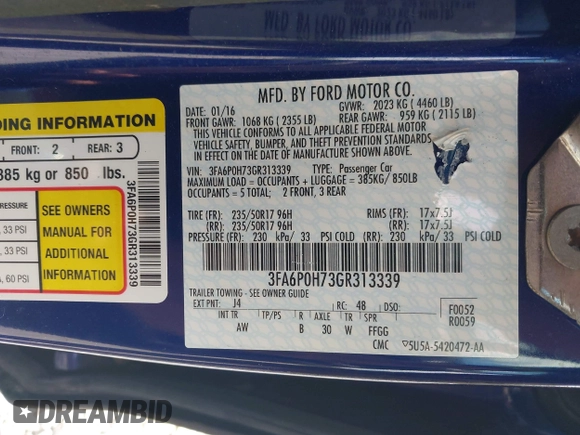 MFD. BY FORD MOTOR CO.
DING INFORMATION
FRONT: 2 REAR: 3
385 kg or 850 lbs.
PRESSURE
, 33 PSI
, 33 PSI
, 60 PSI
SEE OWNERS
MANUAL FOR
ADDITIONAL
INFORMATION
3FA6P0H73GR313339
MFD. BY FORD MOTOR CO.
DATE: 01/16 GVWR: 2023 KG ( 4460 LB)
FRONT GAWR: 1068 KG ( 2355 LB) REAR GAWR: 959 KG ( 2115 LB)
THIS VEHICLE CONFORMS TO ALL APPLICABLE FEDERAL MOTOR
VEHICLE SAFETY, BUMPER, AND THEFT PREVENTION STANDARDS
IN EFFECT ON THE DATE OF MANUFACTURE SHOWN ABOVE.
VIN: 3FA6P0H73GR313339 TYPE: Passenger Car
MAXIMUM LOAD = OCCUPANTS + LUGGAGE = 385KG/ 850LB
OCCUPANTS = 5 TOTAL; 2 FRONT, 3 REAR
TIRE (FR): 235/50R17 96H RIMS (FR): 17x7.5J
(RR): 235/50R17 96H (RR): 17x7.5J
PRESSURE (FR): 230 kPa/ 33 PSI COLD (RR): 230 kPa/ 33 PSI COLD
3FA6P0H73GR313339
TRAILER TOWING - SEE OWNER GUIDE
EXT PNT: J4 RC: 48 DSO: F0052
INT TR TP/PS R AXLE TR SPR R0059
AW B 30 W FFGG
CMC ▽5U5A-5420472-AA
DREAMBID